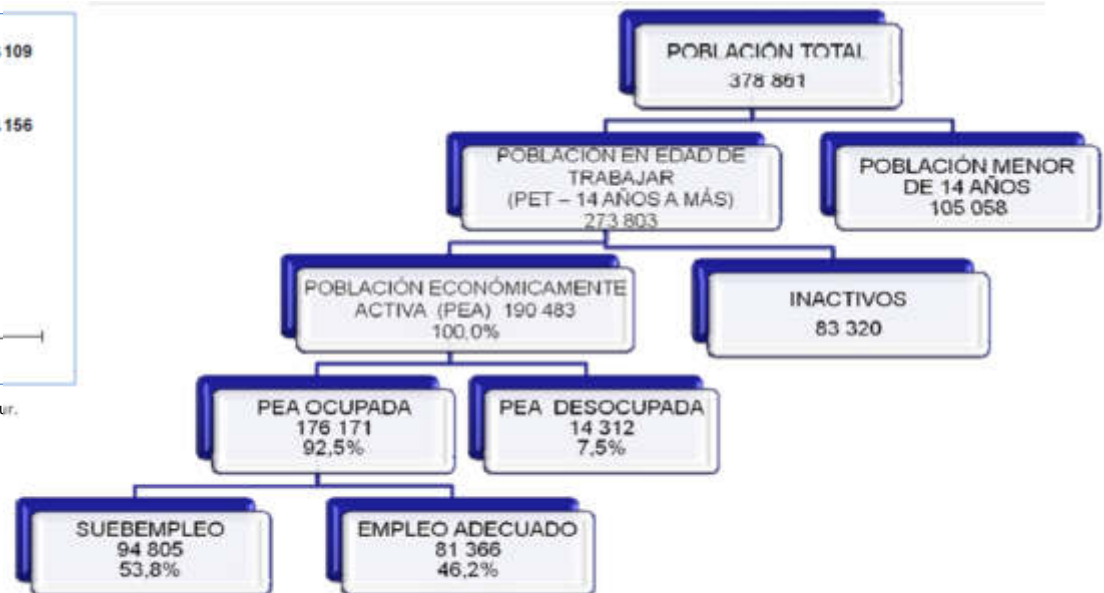 109
156
POBLACIÓN TOTAL
378 861
POBLACIÓN EN EDAD DE
TRABAJAR
(PET – 14 AÑOS A MÁS)
273 803
POBLACIÓN MENOR
DE 14 AÑOS
105 058
POBLACIÓN ECONÓMICAMENTE
ACTIVA (PEA) 190 483
100,0%
INACTIVOS
83 320
ur.
PEA OCUPADA
176 171
92,5%
PEA DESOCUPADA
14 312
7,5%
SUEBEMPLEO
94 805
53,8%
EMPLEO ADECUADO
81 366
46,2%